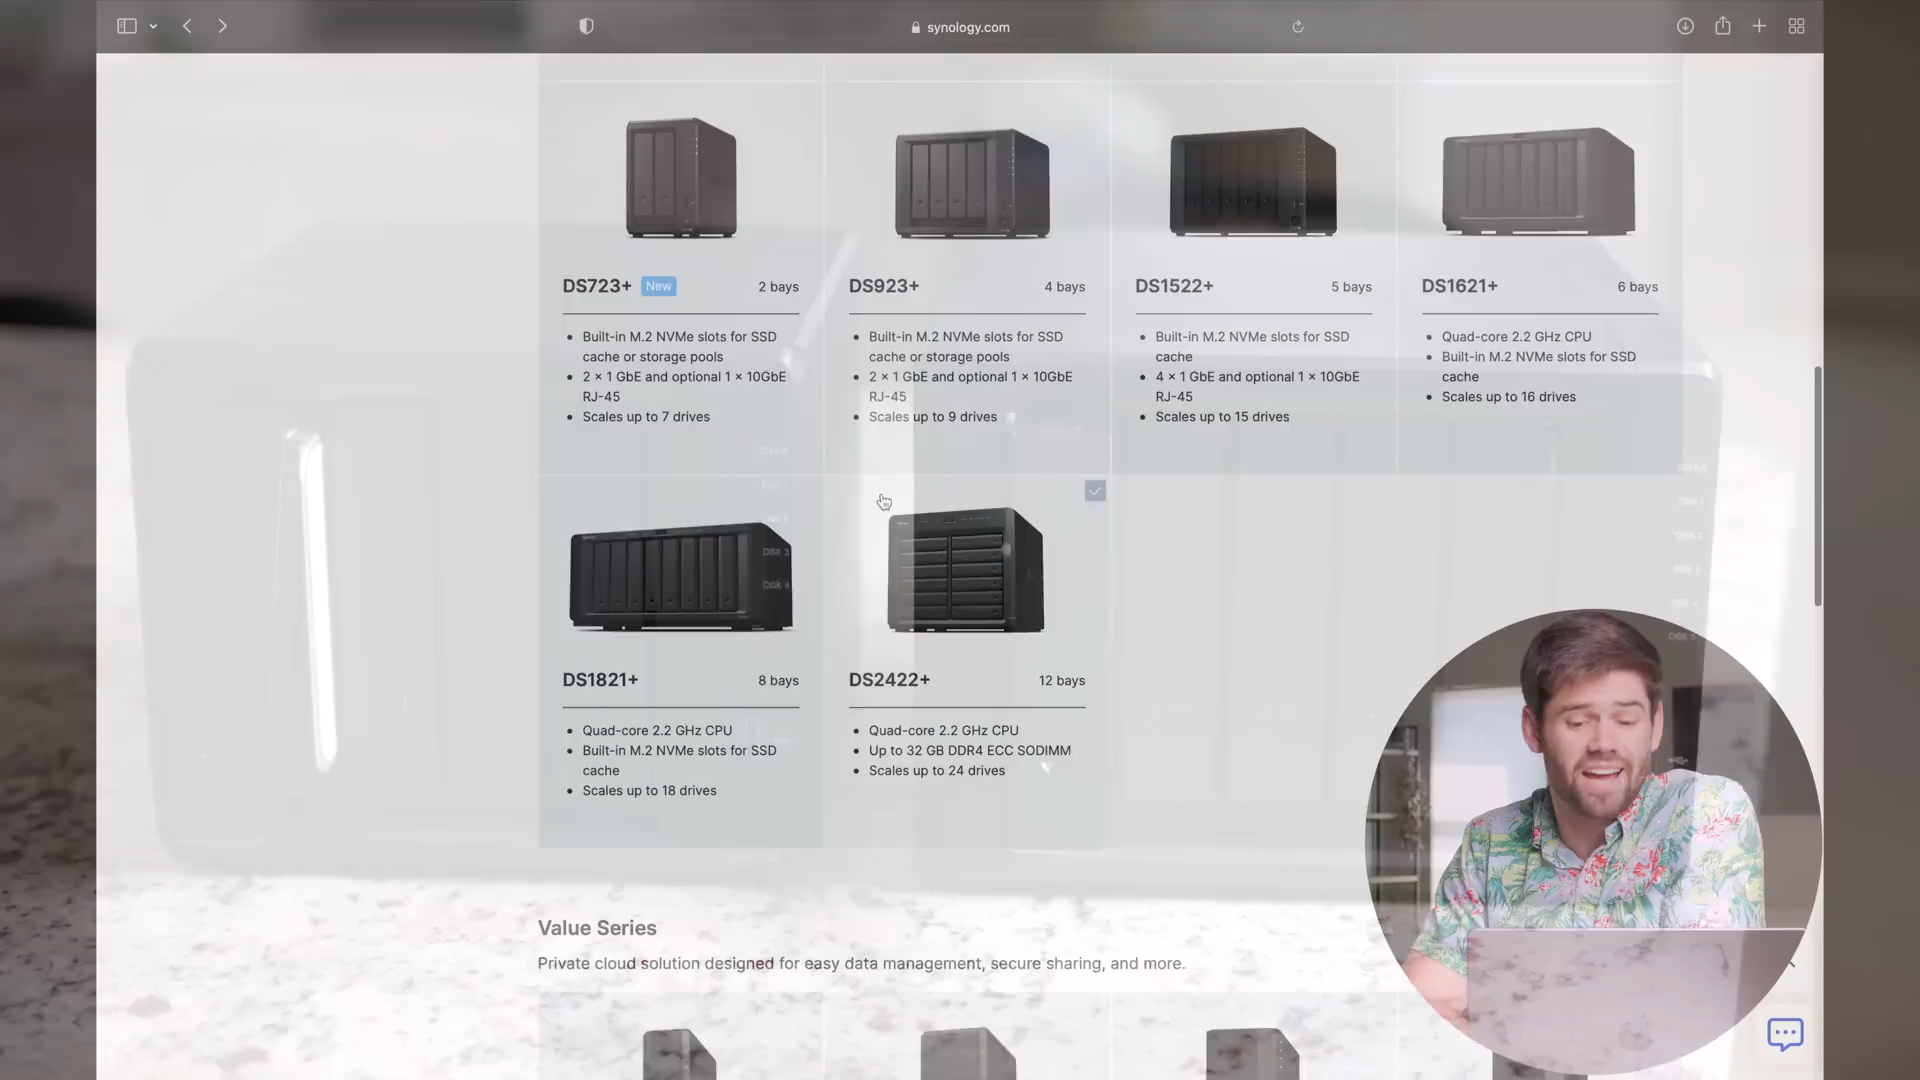 synology.com
DS723+ New 2 bays
Built-in M.2 NVMe slots for SSD
cache or storage pools
2 × 1 GbE and optional 1 × 10GbE
RJ-45
Scales up to 7 drives
DS923+ 4 bays
Built-in M.2 NVMe slots for SSD
cache or storage pools
2 × 1 GbE and optional 1 × 10GbE
RJ-45
Scales up to 9 drives
DS1522+ 5 bays
Built-in M.2 NVMe slots for SSD
cache
4 × 1 GbE and optional 1 × 10GbE
RJ-45
Scales up to 15 drives
DS1621+ 6 bays
Quad-core 2.2 GHz CPU
Built-in M.2 NVMe slots for SSD
cache
Scales up to 16 drives
DISK 3
DISK 4
DS1821+ 8 bays
Quad-core 2.2 GHz CPU
Built-in M.2 NVMe slots for SSD
cache
Scales up to 18 drives
DS2422+ 12 bays
Quad-core 2.2 GHz CPU
Up to 32 GB DDR4 ECC SODIMM
Scales up to 24 drives
DISK 5
Value Series
Private cloud solution designed for easy data management, secure sharing, and more.